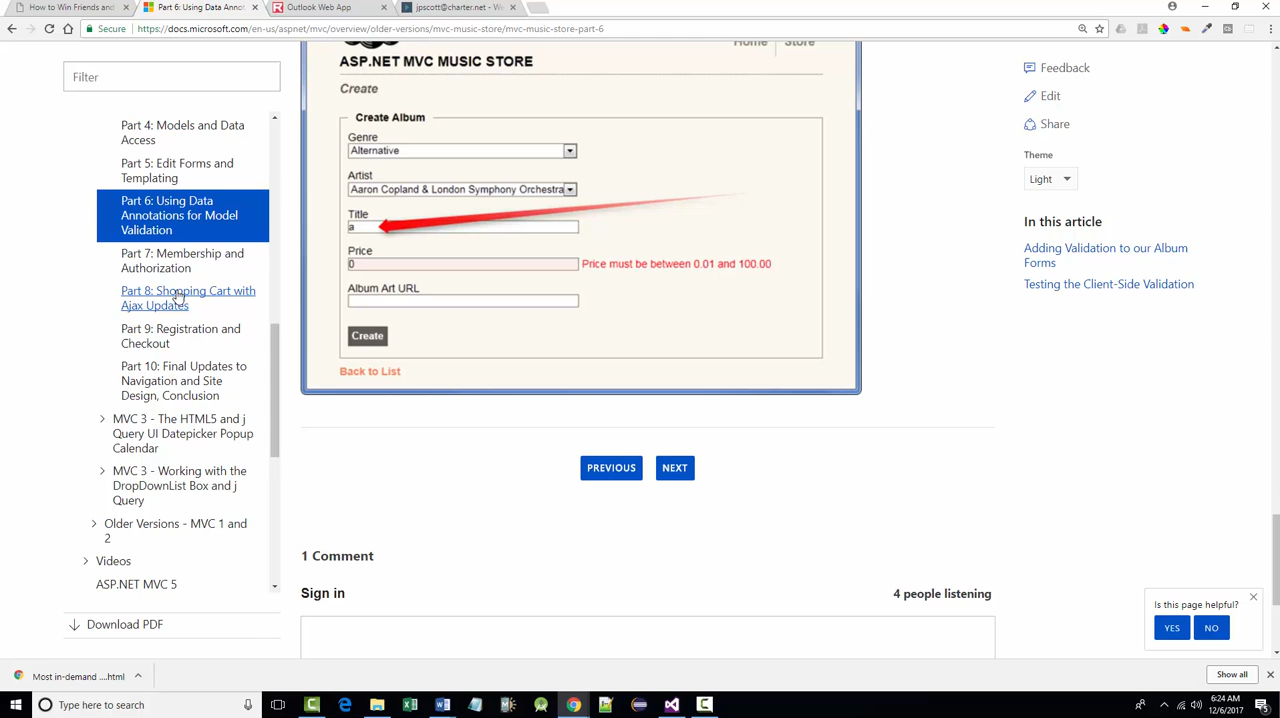 How to Win Friends and
Part 6: Using Data Annot
Outlook Web App
jpscott@charter.net - We
Secure
https://docs.microsoft.com/en-us/aspnet/mvc/overview/older-versions/mvc-music-store/mvc-music-store-part-6
Filter
Part 4: Models and Data
Access
Part 5: Edit Forms and
Templating
Part 6: Using Data
Annotations for Model
Validation
Part 7: Membership and
Authorization
Part 8: Shopping Cart with
Ajax Updates
Part 9: Registration and
Checkout
Part 10: Final Updates to
Navigation and Site
Design, Conclusion
MVC 3 - The HTML5 and j
Query UI Datepicker Popup
Calendar
MVC 3 - Working with the
DropDownList Box and j
Query
Older Versions - MVC 1 and
2
Videos
ASP.NET MVC 5
Download PDF
Home Store
ASP.NET MVC MUSIC STORE
Create
Create Album
Genre
Alternative
Artist
Aaron Copland & London Symphony Orchestra
Title
a
Price
0 Price must be between 0.01 and 100.00
Album Art URL
Create
Back to List
PREVIOUS NEXT
1 Comment
Sign in
4 people listening
Feedback
Edit
Share
Theme
Light
In this article
Adding Validation to our Album
Forms
Testing the Client-Side Validation
Is this page helpful?
YES NO
Most in-demand ....html
Show all
Type here to search
6:24 AM
12/6/2017